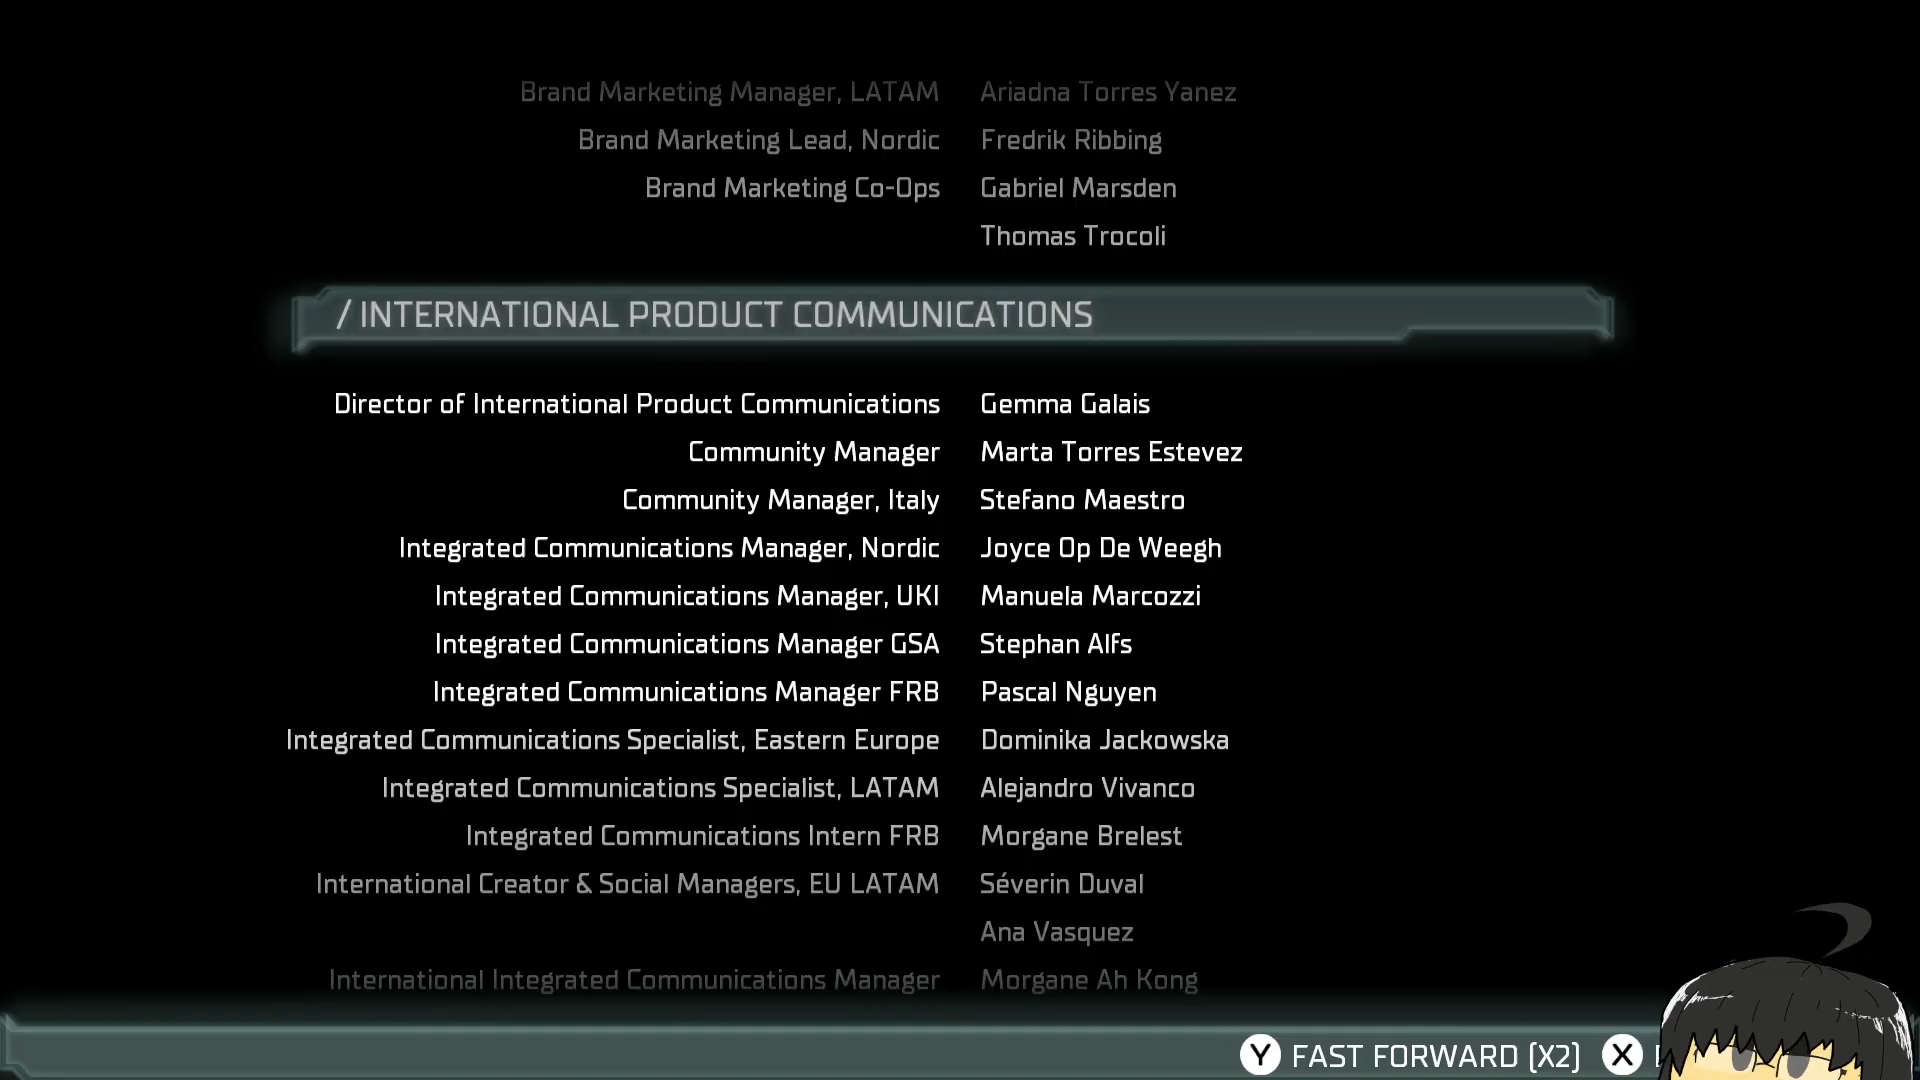 Brand Marketing Manager, LATAM Ariadna Torres Yanez
Brand Marketing Lead, Nordic Fredrik Ribbing
Brand Marketing Co-Ops Gabriel Marsden
Thomas Trocoli
/ INTERNATIONAL PRODUCT COMMUNICATIONS
Director of International Product Communications Gemma Galais
Community Manager Marta Torres Estevez
Community Manager, Italy Stefano Maestro
Integrated Communications Manager, Nordic Joyce Op De Weegh
Integrated Communications Manager, UKI Manuela Marcozzi
Integrated Communications Manager GSA Stephan Alfs
Integrated Communications Manager FRB Pascal Nguyen
Integrated Communications Specialist, Eastern Europe Dominika Jackowska
Integrated Communications Specialist, LATAM Alejandro Vivanco
Integrated Communications Intern FRB Morgane Brelest
International Creator & Social Managers, EU LATAM Séverin Duval
Ana Vasquez
International Integrated Communications Manager Morgane Ah Kong
Y FAST FORWARD [X2] X